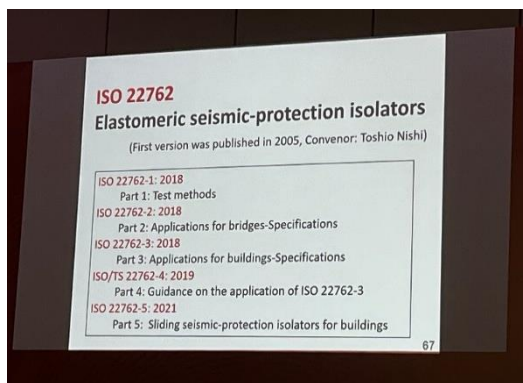 ISO 22762
Elastomeric seismic-protection isolators
(First version was published in 2005, Convenor: Toshio Nishi)
ISO 22762-1: 2018
Part 1: Test methods
ISO 22762-2: 2018
Part 2: Applications for bridges-Specifications
ISO 22762-3: 2018
Part 3: Applications for buildings-Specifications
ISO/TS 22762-4: 2019
Part 4: Guidance on the application of ISO 22762-3
ISO 22762-5: 2021
Part 5: Sliding seismic-protection isolators for buildings
67